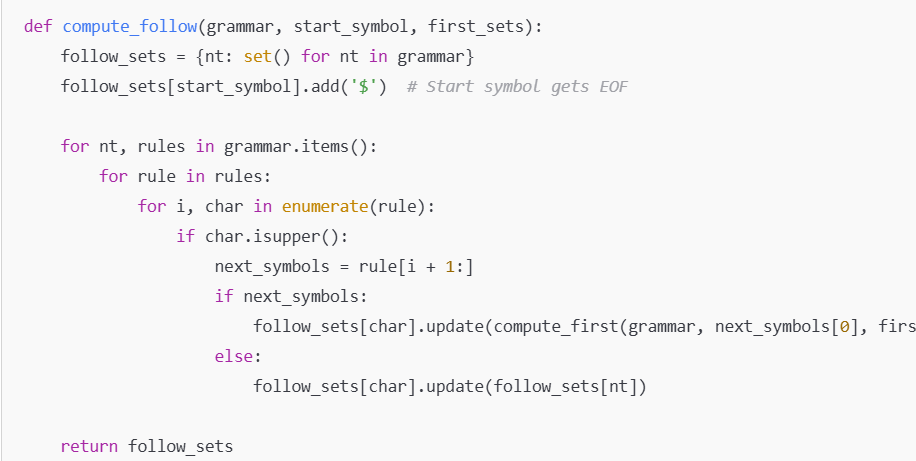 def compute_follow(grammar, start_symbol, first_sets):
    follow_sets = {nt: set() for nt in grammar}
    follow_sets[start_symbol].add('$')  # Start symbol gets EOF

    for nt, rules in grammar.items():
        for rule in rules:
            for i, char in enumerate(rule):
                if char.isupper():
                    next_symbols = rule[i + 1:]
                    if next_symbols:
                        follow_sets[char].update(compute_first(grammar, next_symbols[0], firs
                    else:
                        follow_sets[char].update(follow_sets[nt])

    return follow_sets